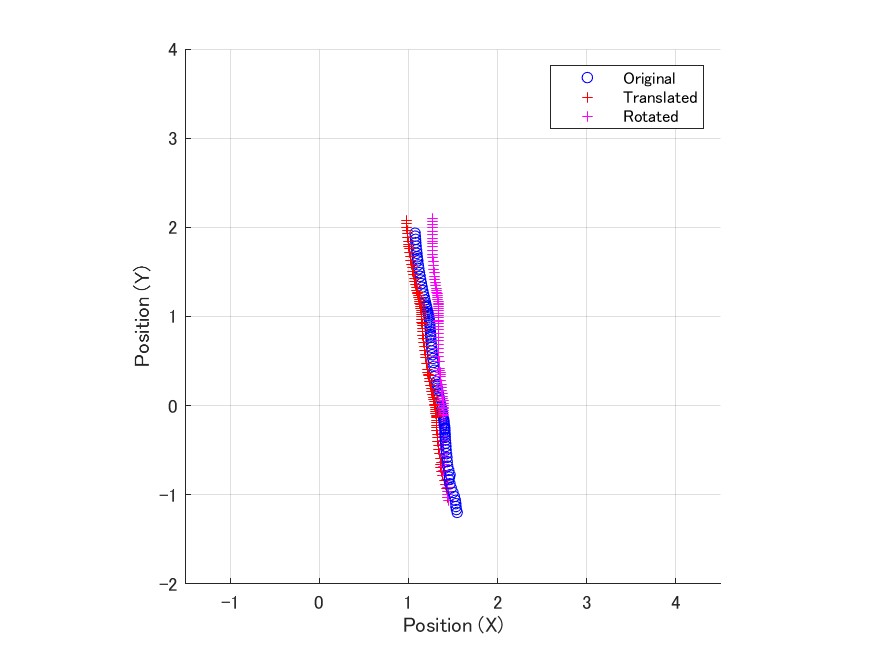 4
3
2
1
0
−1
−2
−1
0
1
2
3
4
Position (X)
Position (Y)
Original
Translated
Rotated